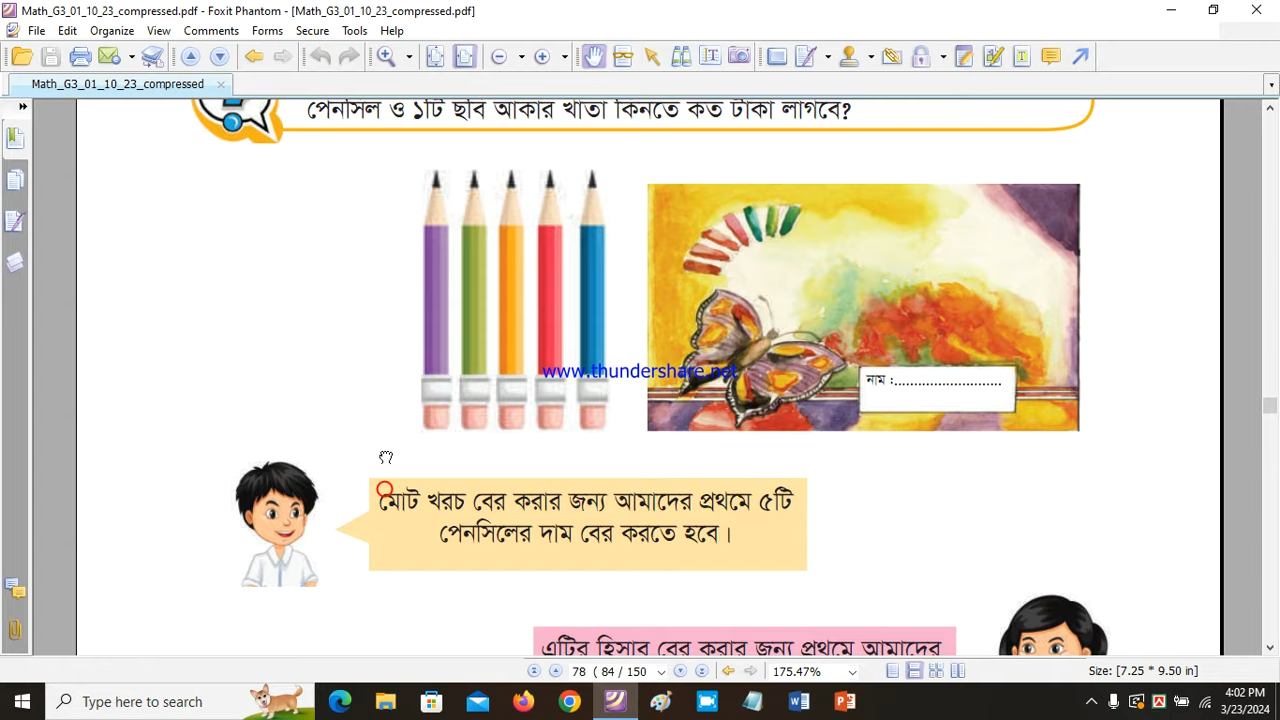 Math_G3_01_10_23_compressed.pdf - Foxit Phantom - [Math_G3_01_10_23_compressed.pdf]
File Edit Organize View Comments Forms Secure Tools Help
Math_G3_01_10_23_compressed
পেনসিল ও ১টি ছবি আকার খাতা কিনতে কত টাকা লাগবে?
www.thundershare.net
নাম :...........................
মোট খরচ বের করার জন্য আমাদের প্রথমে ৫টি
পেনসিলের দাম বের করতে হবে।
এটির হিসাব বের করার জন্য প্রথমে আমাদের
78 ( 84 / 150 ) 175.47% Size: [7.25 * 9.50 in]
Type here to search
4:02 PM
3/23/2024